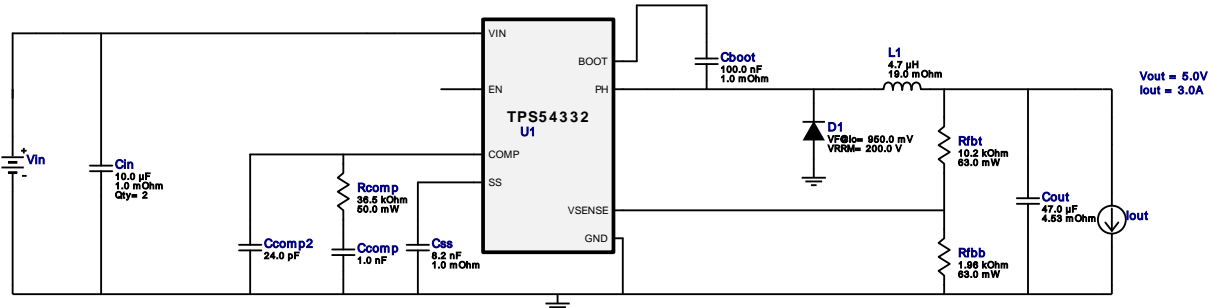 VIN
BOOT
EN
PH
TPS54332
U1
COMP
SS
VSENSE
GND
+
Vin
-
Cin
10.0 µF
1.0 mOhm
Qty= 2
Ccomp2
24.0 pF
Rcomp
36.5 kOhm
50.0 mW
Ccomp
1.0 nF
Css
8.2 nF
1.0 mOhm
Cboot
100.0 nF
1.0 mOhm
L1
4.7 µH
19.0 mOhm
D1
VF@Io= 950.0 mV
VRRM= 200.0 V
Rfbt
10.2 kOhm
63.0 mW
Rfbb
1.96 kOhm
63.0 mW
Cout
47.0 µF
4.53 mOhm
Iout
Vout = 5.0V
Iout = 3.0A